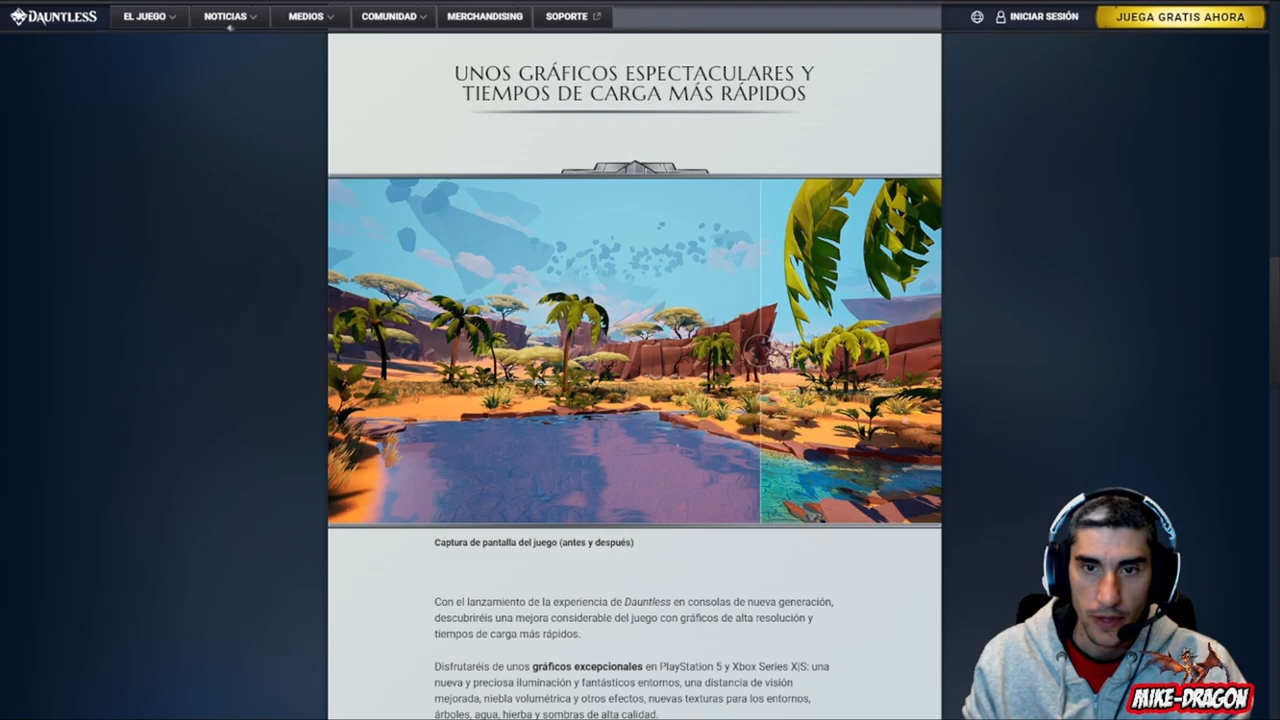 DAUNTLESS
EL JUEGO
NOTICIAS
MEDIOS
COMUNIDAD
MERCHANDISING
SOPORTE
INICIAR SESIÓN
JUEGA GRATIS AHORA
UNOS GRÁFICOS ESPECTACULARES Y
TIEMPOS DE CARGA MÁS RÁPIDOS
Captura de pantalla del juego (antes y después)
Con el lanzamiento de la experiencia de Dauntless en consolas de nueva generación,
descubriréis una mejora considerable del juego con gráficos de alta resolución y
tiempos de carga más rápidos.
Disfrutaréis de unos gráficos excepcionales en PlayStation 5 y Xbox Series X|S: una
nueva y preciosa iluminación y fantásticos entornos, una distancia de visión
mejorada, niebla volumétrica y otros efectos, nuevas texturas para los entornos,
árboles, agua, hierba y sombras de alta calidad.
MIKE-DRAGON